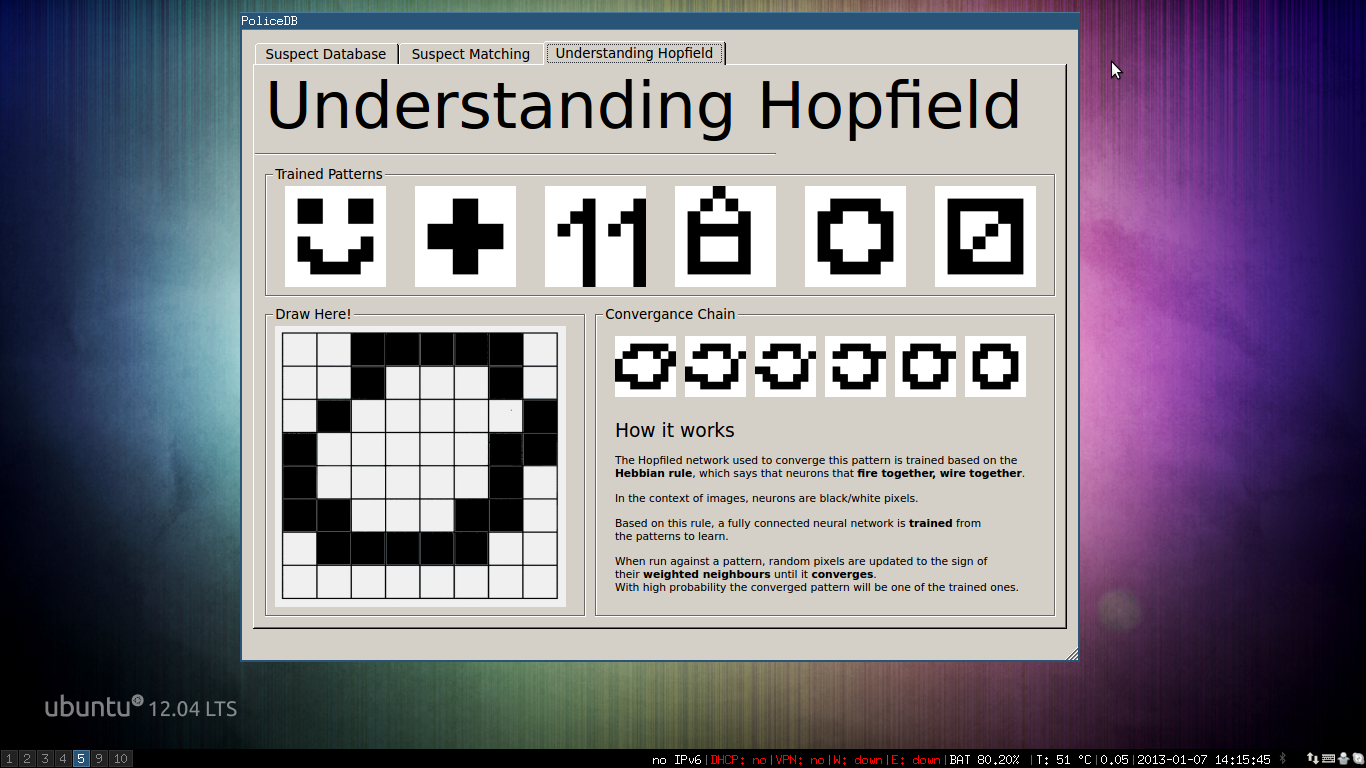 PoliceDB
Suspect Database
Suspect Matching
Understanding Hopfield
Understanding Hopfield
Trained Patterns
Draw Here!
Convergance Chain
How it works
The Hopfiled network used to converge this pattern is trained based on the
Hebbian rule, which says that neurons that fire together, wire together.
In the context of images, neurons are black/white pixels.
Based on this rule, a fully connected neural network is trained from
the patterns to learn.
When run against a pattern, random pixels are updated to the sign of
their weighted neighbours until it converges.
With high probability the converged pattern will be one of the trained ones.
ubuntu 12.04 LTS
1 2 3 4 5 9 10
no IPv6|DHCP: no|VPN: no|W: down|E: down|BAT 80.20% |T: 51 °C|0.05|2013-01-07 14:15:45